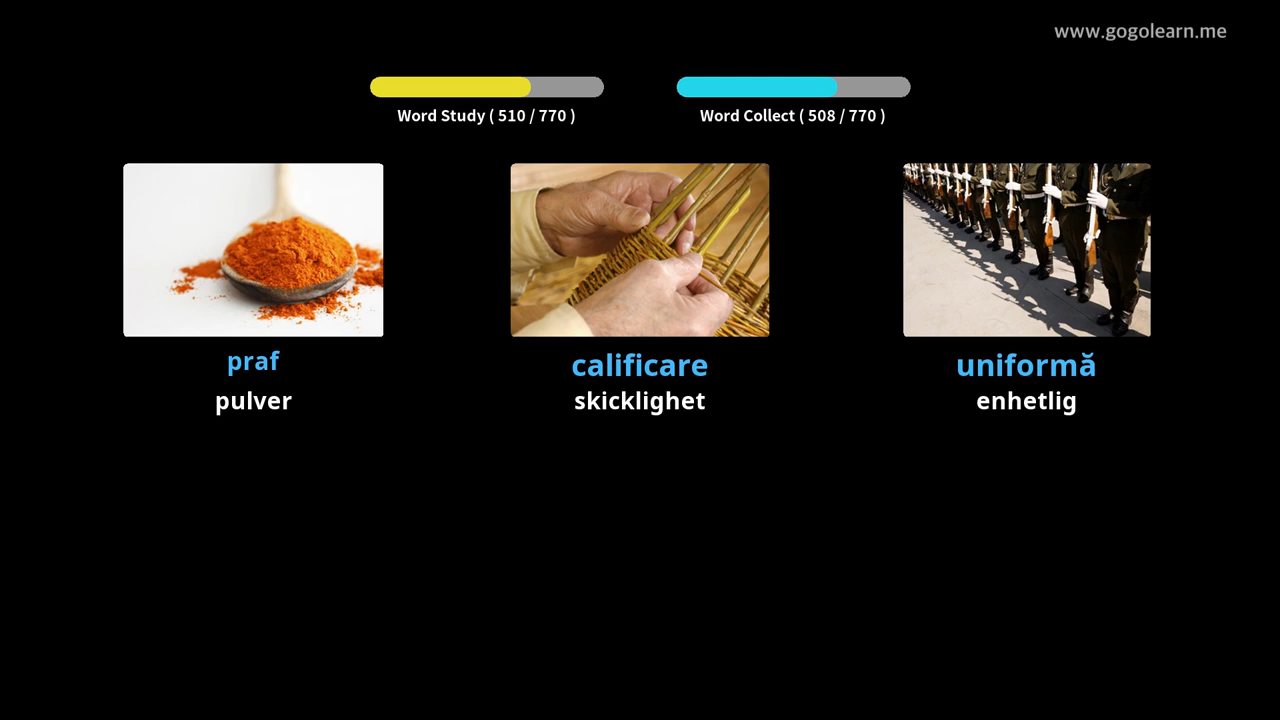 www.gogolearn.me
Word Study ( 510 / 770 )
Word Collect ( 508 / 770 )
praf
pulver
calificare
skicklighet
uniformă
enhetlig